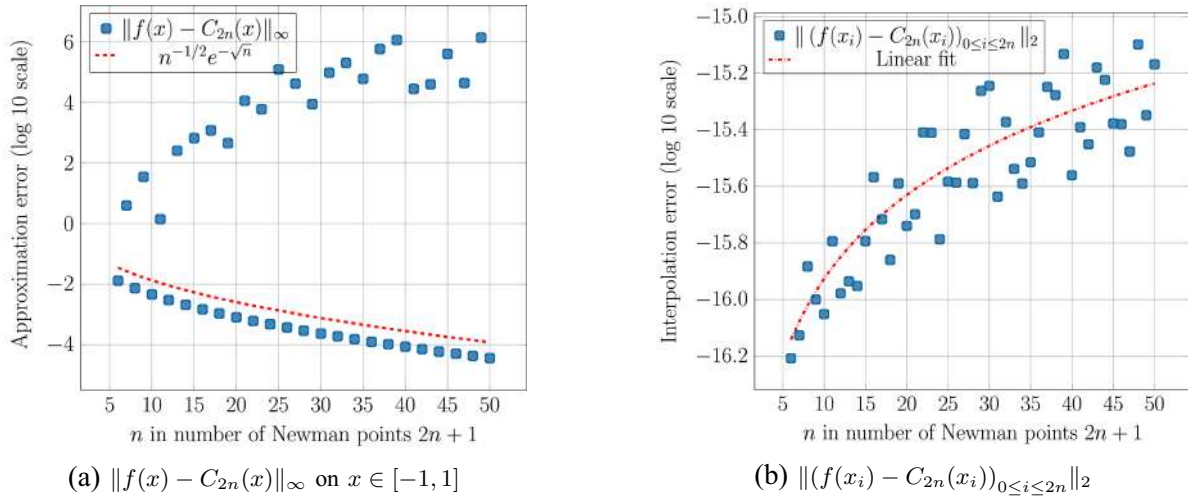 Approximation error (log 10 scale)
6
4
2
0
−2
−4
‖f(x) − C_{2n}(x)‖_∞
n^{−1/2}e^{−√n}
5 10 15 20 25 30 35 40 45 50
n in number of Newman points 2n + 1
(a) ‖f(x) − C_{2n}(x)‖_∞ on x ∈ [−1, 1]
Interpolation error (log 10 scale)
−15.0
−15.2
−15.4
−15.6
−15.8
−16.0
−16.2
‖ (f(x_i) − C_{2n}(x_i))_{0≤i≤2n} ‖_2
Linear fit
5 10 15 20 25 30 35 40 45 50
n in number of Newman points 2n + 1
(b) ‖(f(x_i) − C_{2n}(x_i))_{0≤i≤2n}‖_2